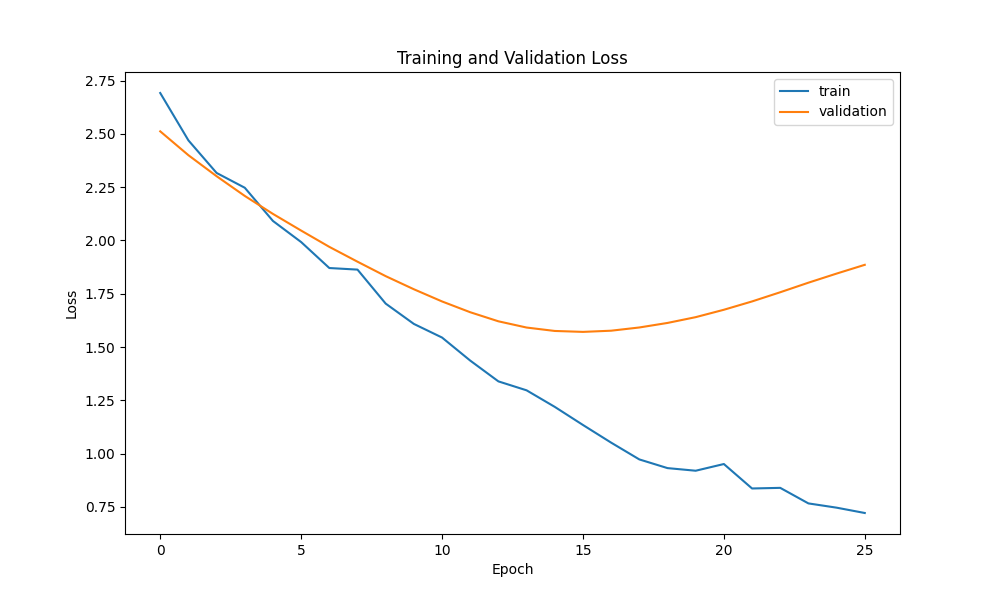 Training and Validation Loss
train
validation
2.75
2.50
2.25
2.00
1.75
1.50
1.25
1.00
0.75
Loss
0 5 10 15 20 25
Epoch